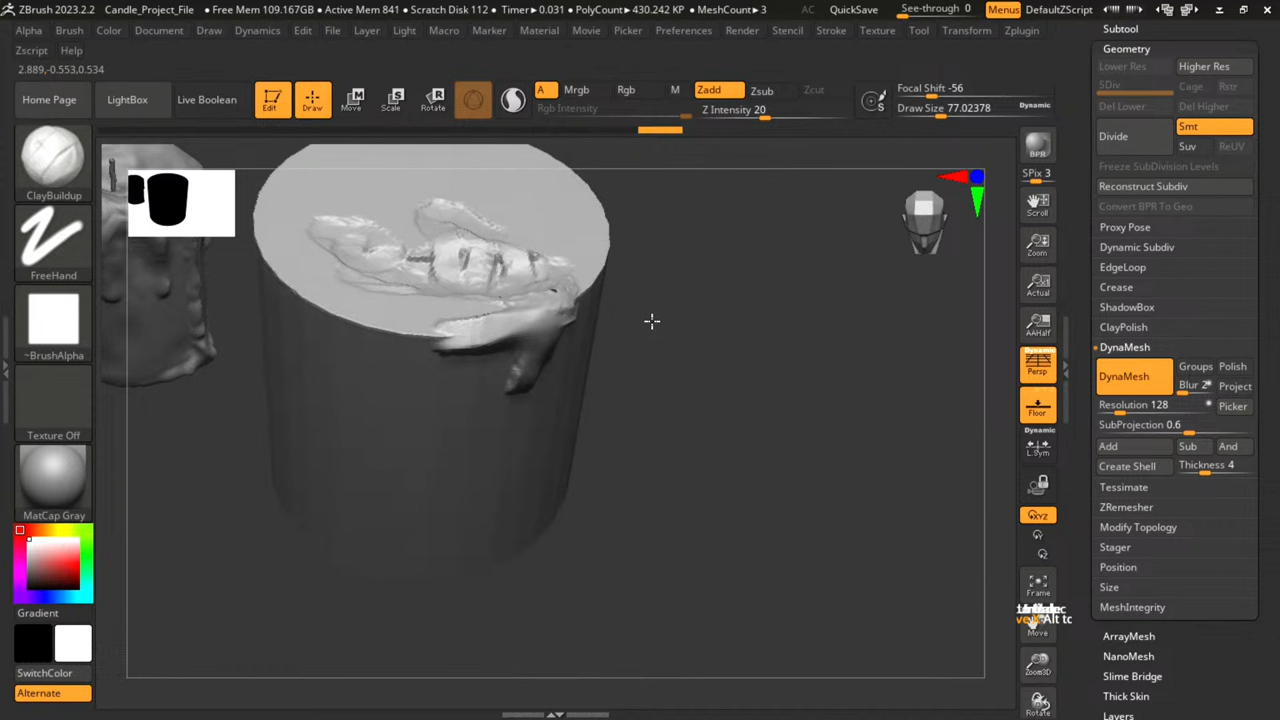 ZBrush 2023.2.2 Candle_Project_File • Free Mem 109.167GB • Active Mem 841 • Scratch Disk 112 • Timer▸0.031 • PolyCount▸430.242 KP • MeshCount▸3 AC QuickSave See-through 0 Menus DefaultZScript
Alpha Brush Color Document Draw Dynamics Edit File Layer Light Macro Marker Material Movie Picker Preferences Render Stencil Stroke Texture Tool Transform Zplugin
Zscript Help
2.889,-0.553,0.534
Home Page LightBox Live Boolean
Edit Draw Move Scale Rotate
A Mrgb Rgb M Zadd Zsub Zcut
Rgb Intensity Z Intensity 20
Focal Shift -56
Draw Size 77.02378 Dynamic
S
ClayBuildup
FreeHand
~BrushAlpha
Texture Off
MatCap Gray
Gradient
SwitchColor
Alternate
BPR
SPix 3
Scroll
Zoom
Actual
AAHalf
Dynamic
Persp
Floor
Dynamic
L.Sym
XYZ
Y
Z
Frame
Move
Zoom3D
Rotate
Subtool
Geometry
Lower Res Higher Res
SDiv Cage Rstr
Del Lower Del Higher
Divide Smt
Suv ReUV
Freeze SubDivision Levels
Reconstruct Subdiv
Convert BPR To Geo
Proxy Pose
Dynamic Subdiv
EdgeLoop
Crease
ShadowBox
ClayPolish
DynaMesh
DynaMesh Groups Polish
Blur 2 Project
Resolution 128 Picker
SubProjection 0.6
Add Sub And
Create Shell Thickness 4
Tessimate
ZRemesher
Modify Topology
Stager
Position
Size
MeshIntegrity
ArrayMesh
NanoMesh
Slime Bridge
Thick Skin
Layers